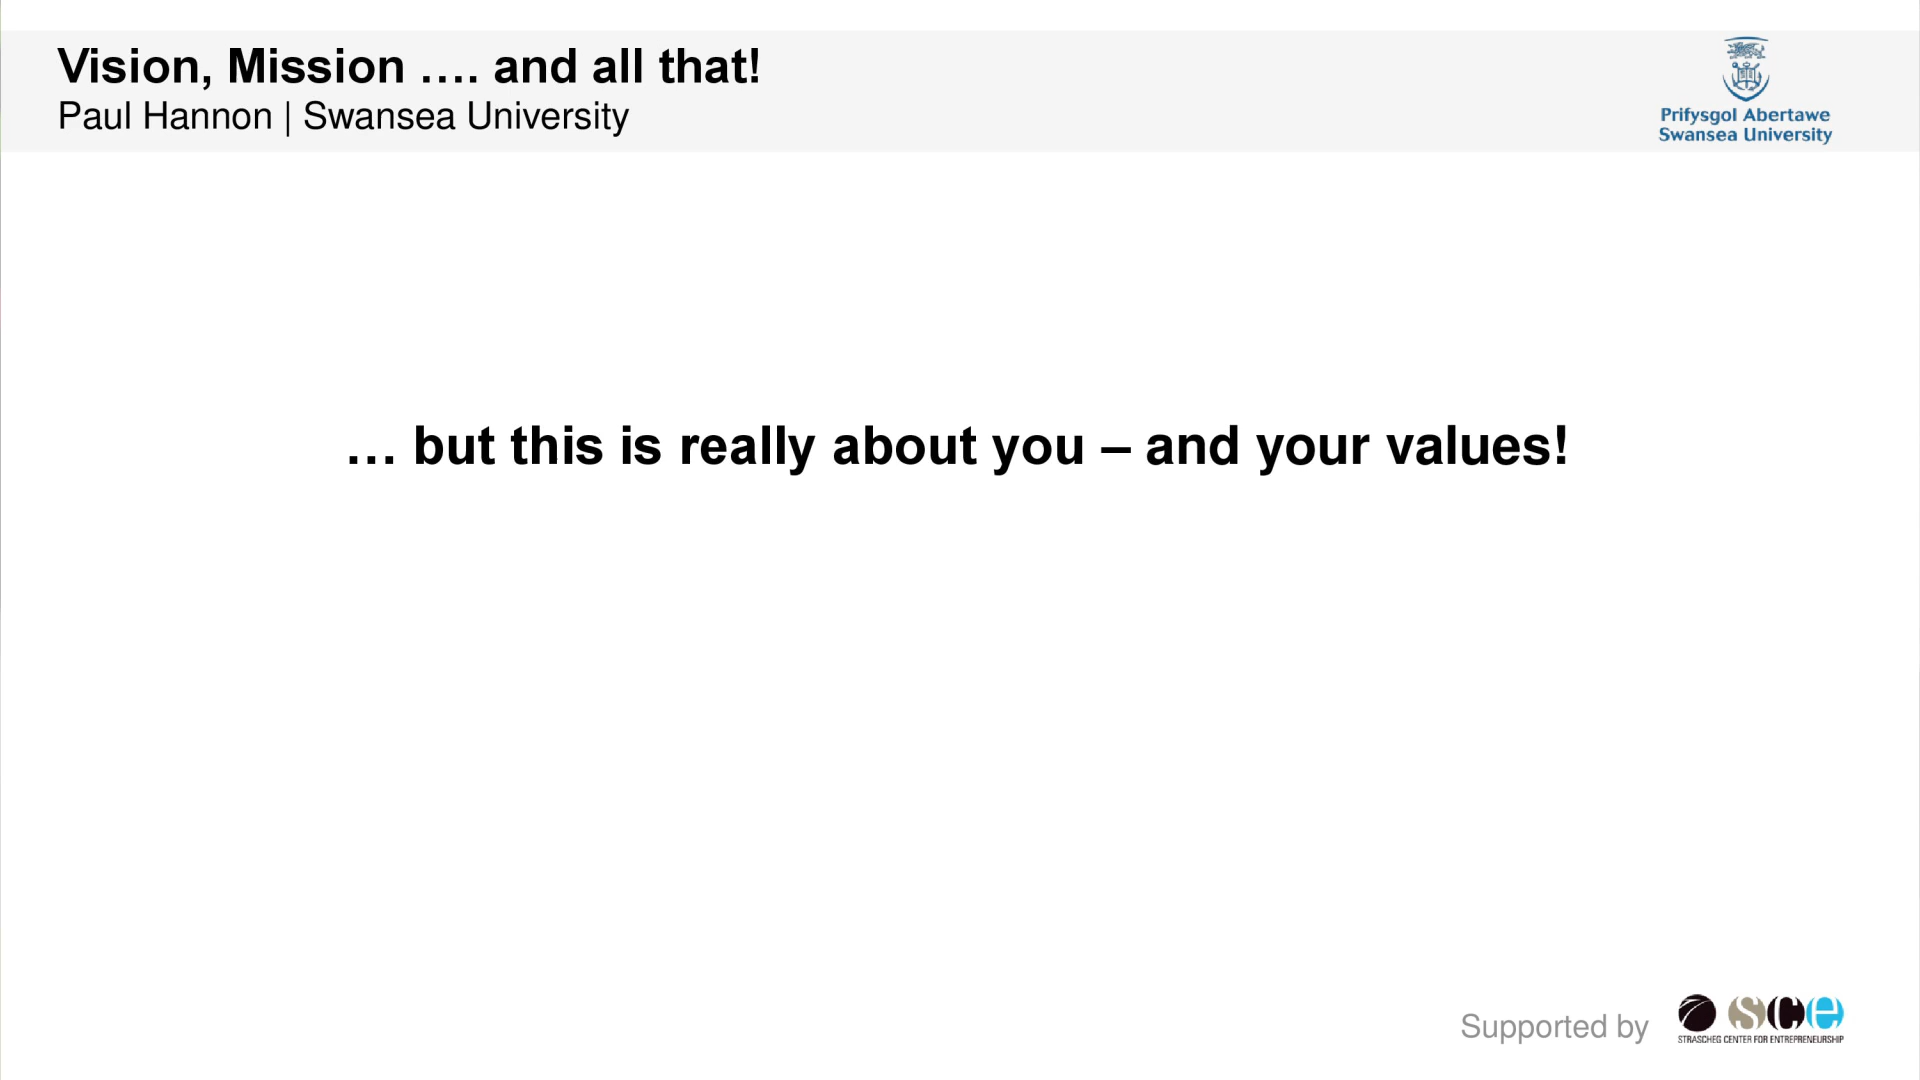 Vision, Mission …. and all that!
Paul Hannon | Swansea University
Prifysgol Abertawe
Swansea University
… but this is really about you – and your values!
Supported by
sce
STRASCHEG CENTER FOR ENTREPRENEURSHIP